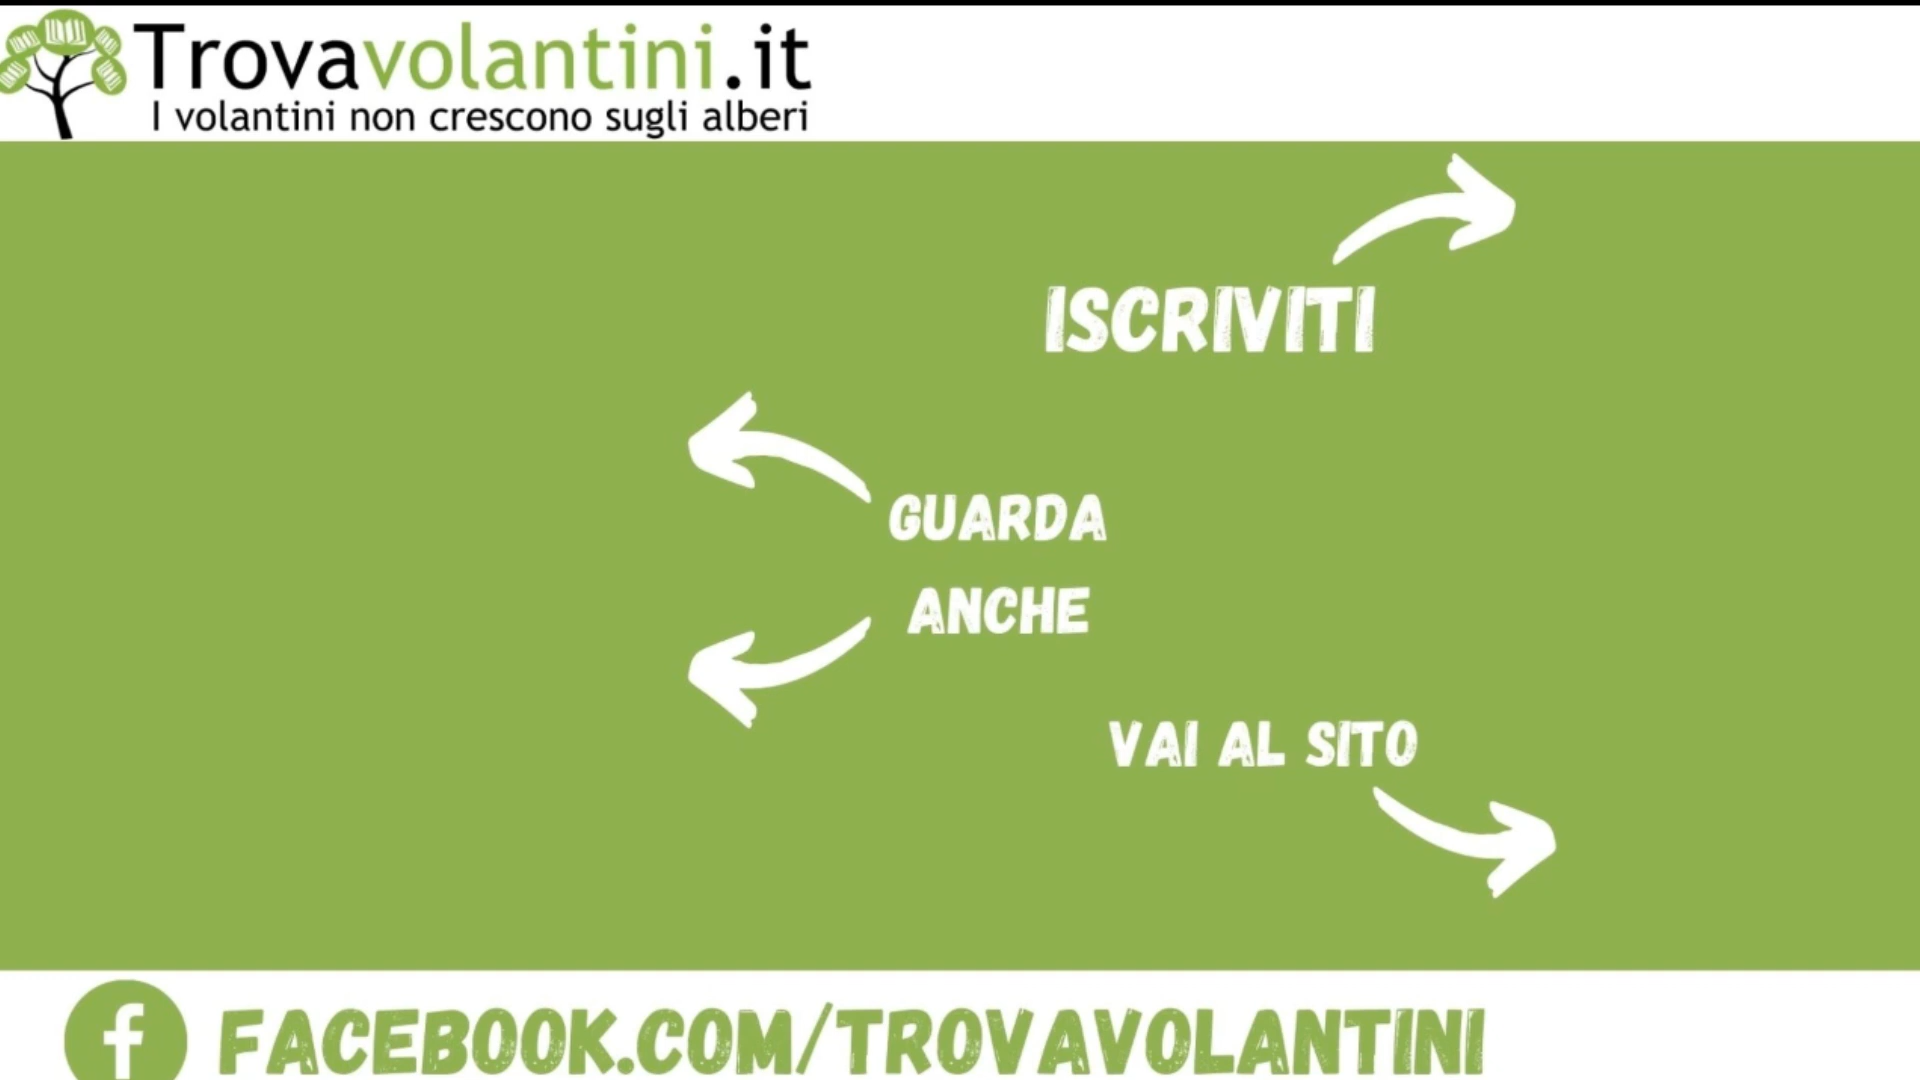 Trovavolantini.it
I volantini non crescono sugli alberi
ISCRIVITI
GUARDA
ANCHE
VAI AL SITO
f FACEBOOK.COM/TROVAVOLANTINI